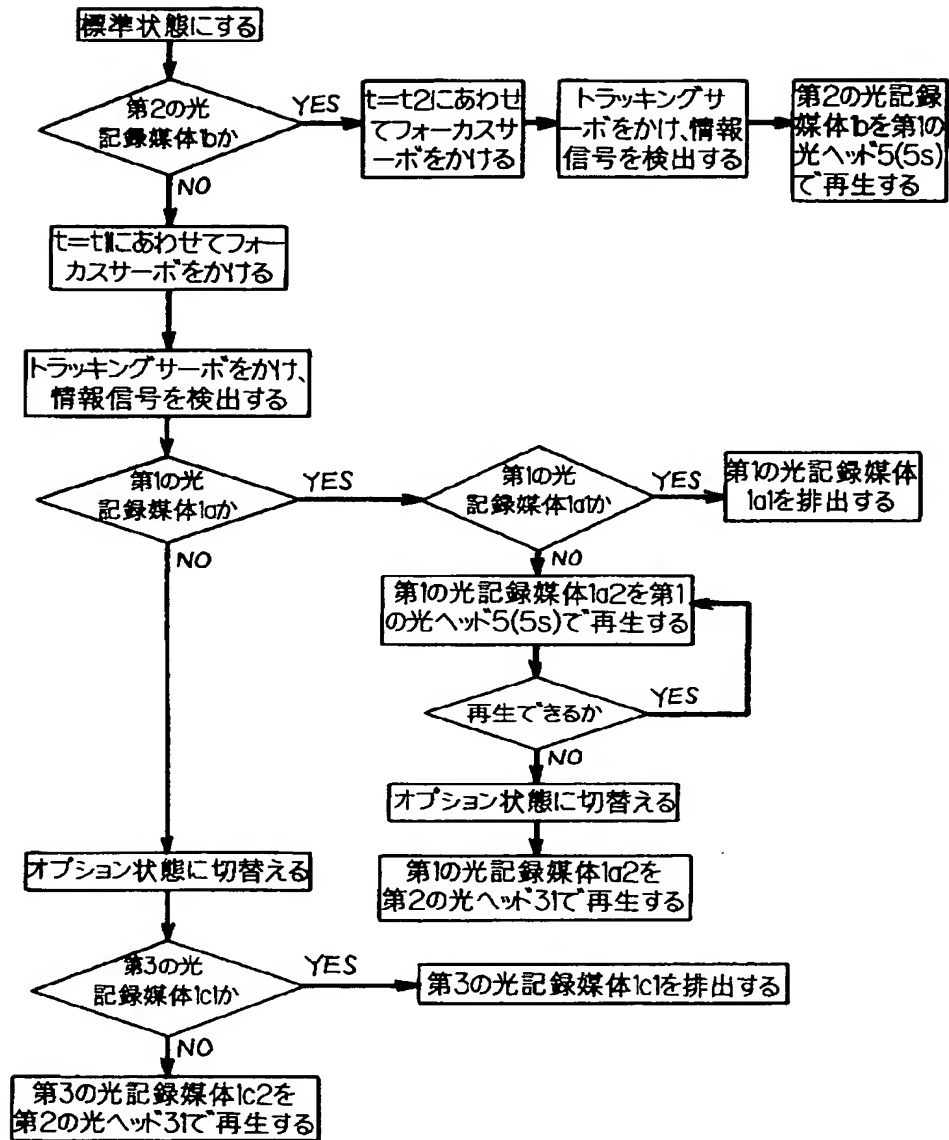 標準状態にする
第2の光
記録媒体1bか
YES
t=t2にあわせ
てフォーカスサ
ーボをかける
トラッキングサ
ーボをかけ、情報
信号を検出する
第2の光記録
媒体1bを第1の
光ヘッド5(5s)
で再生する
NO
t=t1にあわせてフォー
カスサーボをかける
トラッキングサーボをかけ、
情報信号を検出する
第1の光
記録媒体1aか
YES
第1の光
記録媒体1a1か
YES
第1の光記録媒体
1a1を排出する
NO
NO
第1の光記録媒体1a2を第1
の光ヘッド5(5s)で再生する
再生できるか
YES
NO
オプション状態に切替える
第1の光記録媒体1a2を
第2の光ヘッド31で再生する
オプション状態に切替える
第3の光
記録媒体1c1か
YES
第3の光記録媒体1c1を排出する
NO
第3の光記録媒体1c2を
第2の光ヘッド31で再生する